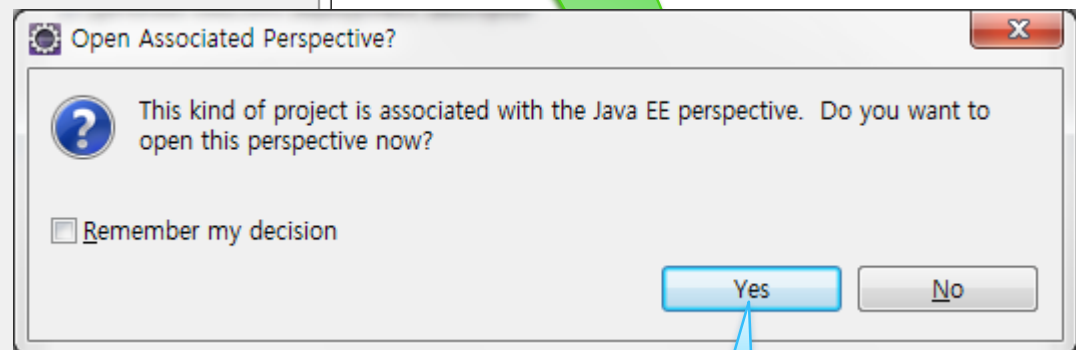 Open Associated Perspective?
This kind of project is associated with the Java EE perspective.  Do you want to
open this perspective now?
Remember my decision
Yes
No